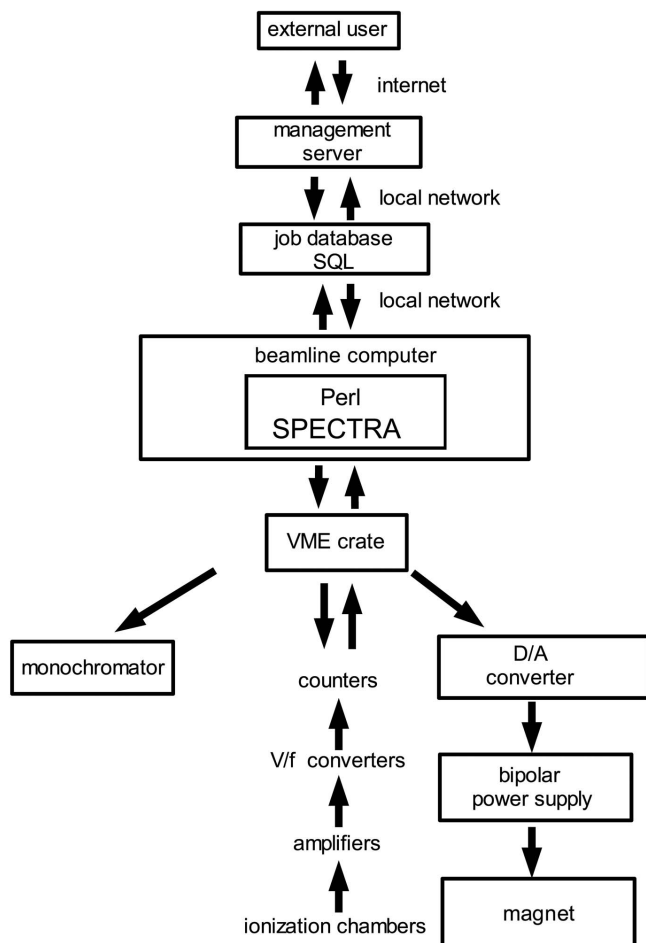 external user
internet
management
server
local network
job database
SQL
local network
beamline computer
Perl
SPECTRA
VME crate
monochromator
counters
D/A
converter
V/f converters
bipolar
power supply
amplifiers
ionization chambers
magnet